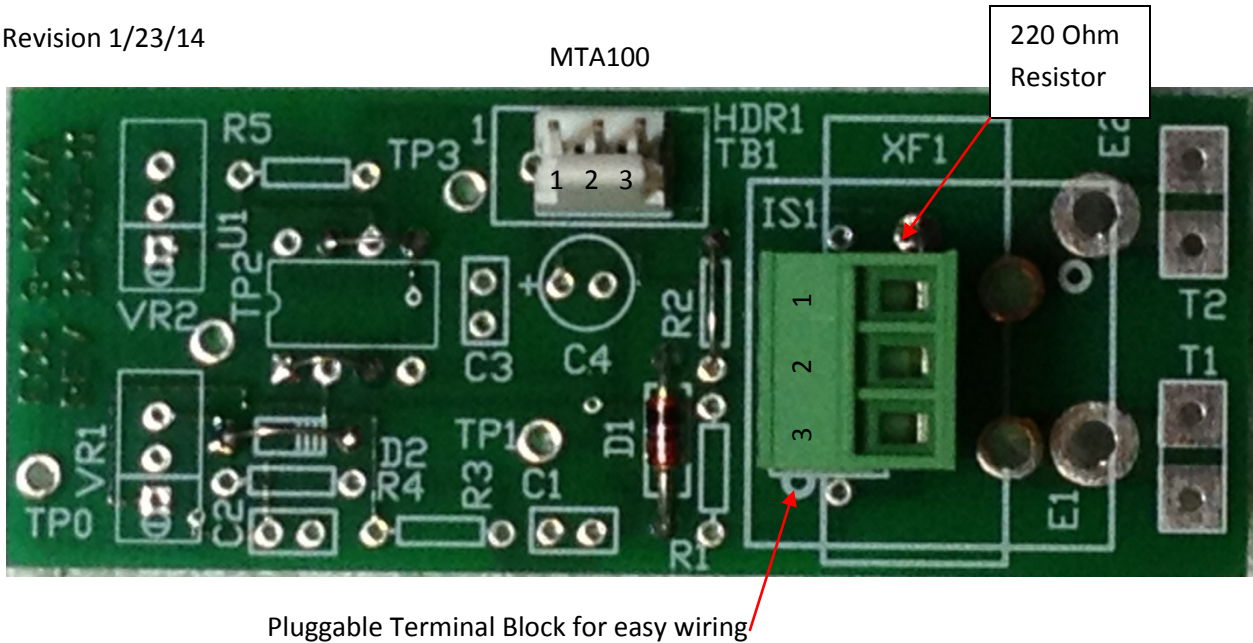 Revision 1/23/14
MTA100
220 Ohm
Resistor
R5
TP3
1
HDR1
TB1
XF1
E2
1 2 3
U1
IS1
TP2
VR2
+
C3
C4
R2
1
2
3
T2
T1
VR1
D2
R4
TP1
R3
C1
D1
TP0
C2
R1
E1
Pluggable Terminal Block for easy wiring